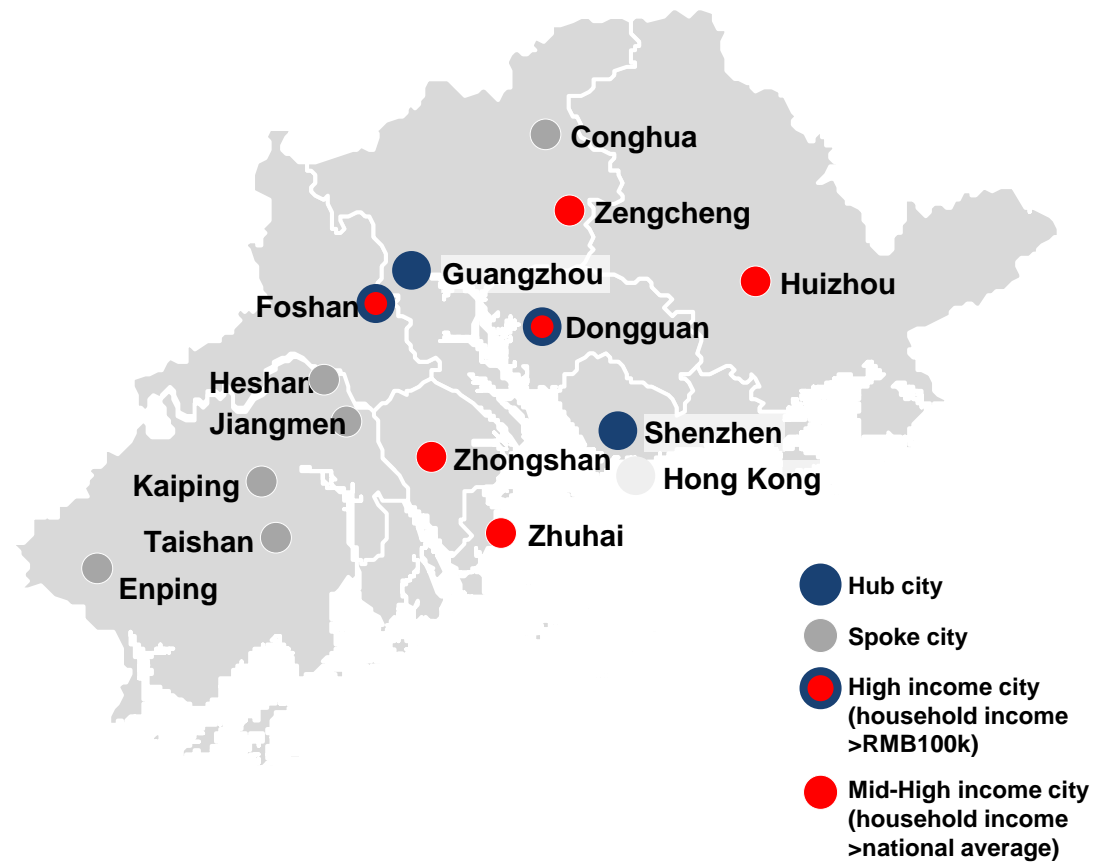 Conghua
Zengcheng
Guangzhou
Huizhou
Foshan
Dongguan
Heshan
Jiangmen
Shenzhen
Zhongshan
Hong Kong
Kaiping
Taishan
Zhuhai
Enping
Hub city
Spoke city
High income city
(household income
>RMB100k)
Mid-High income city
(household income
>national average)